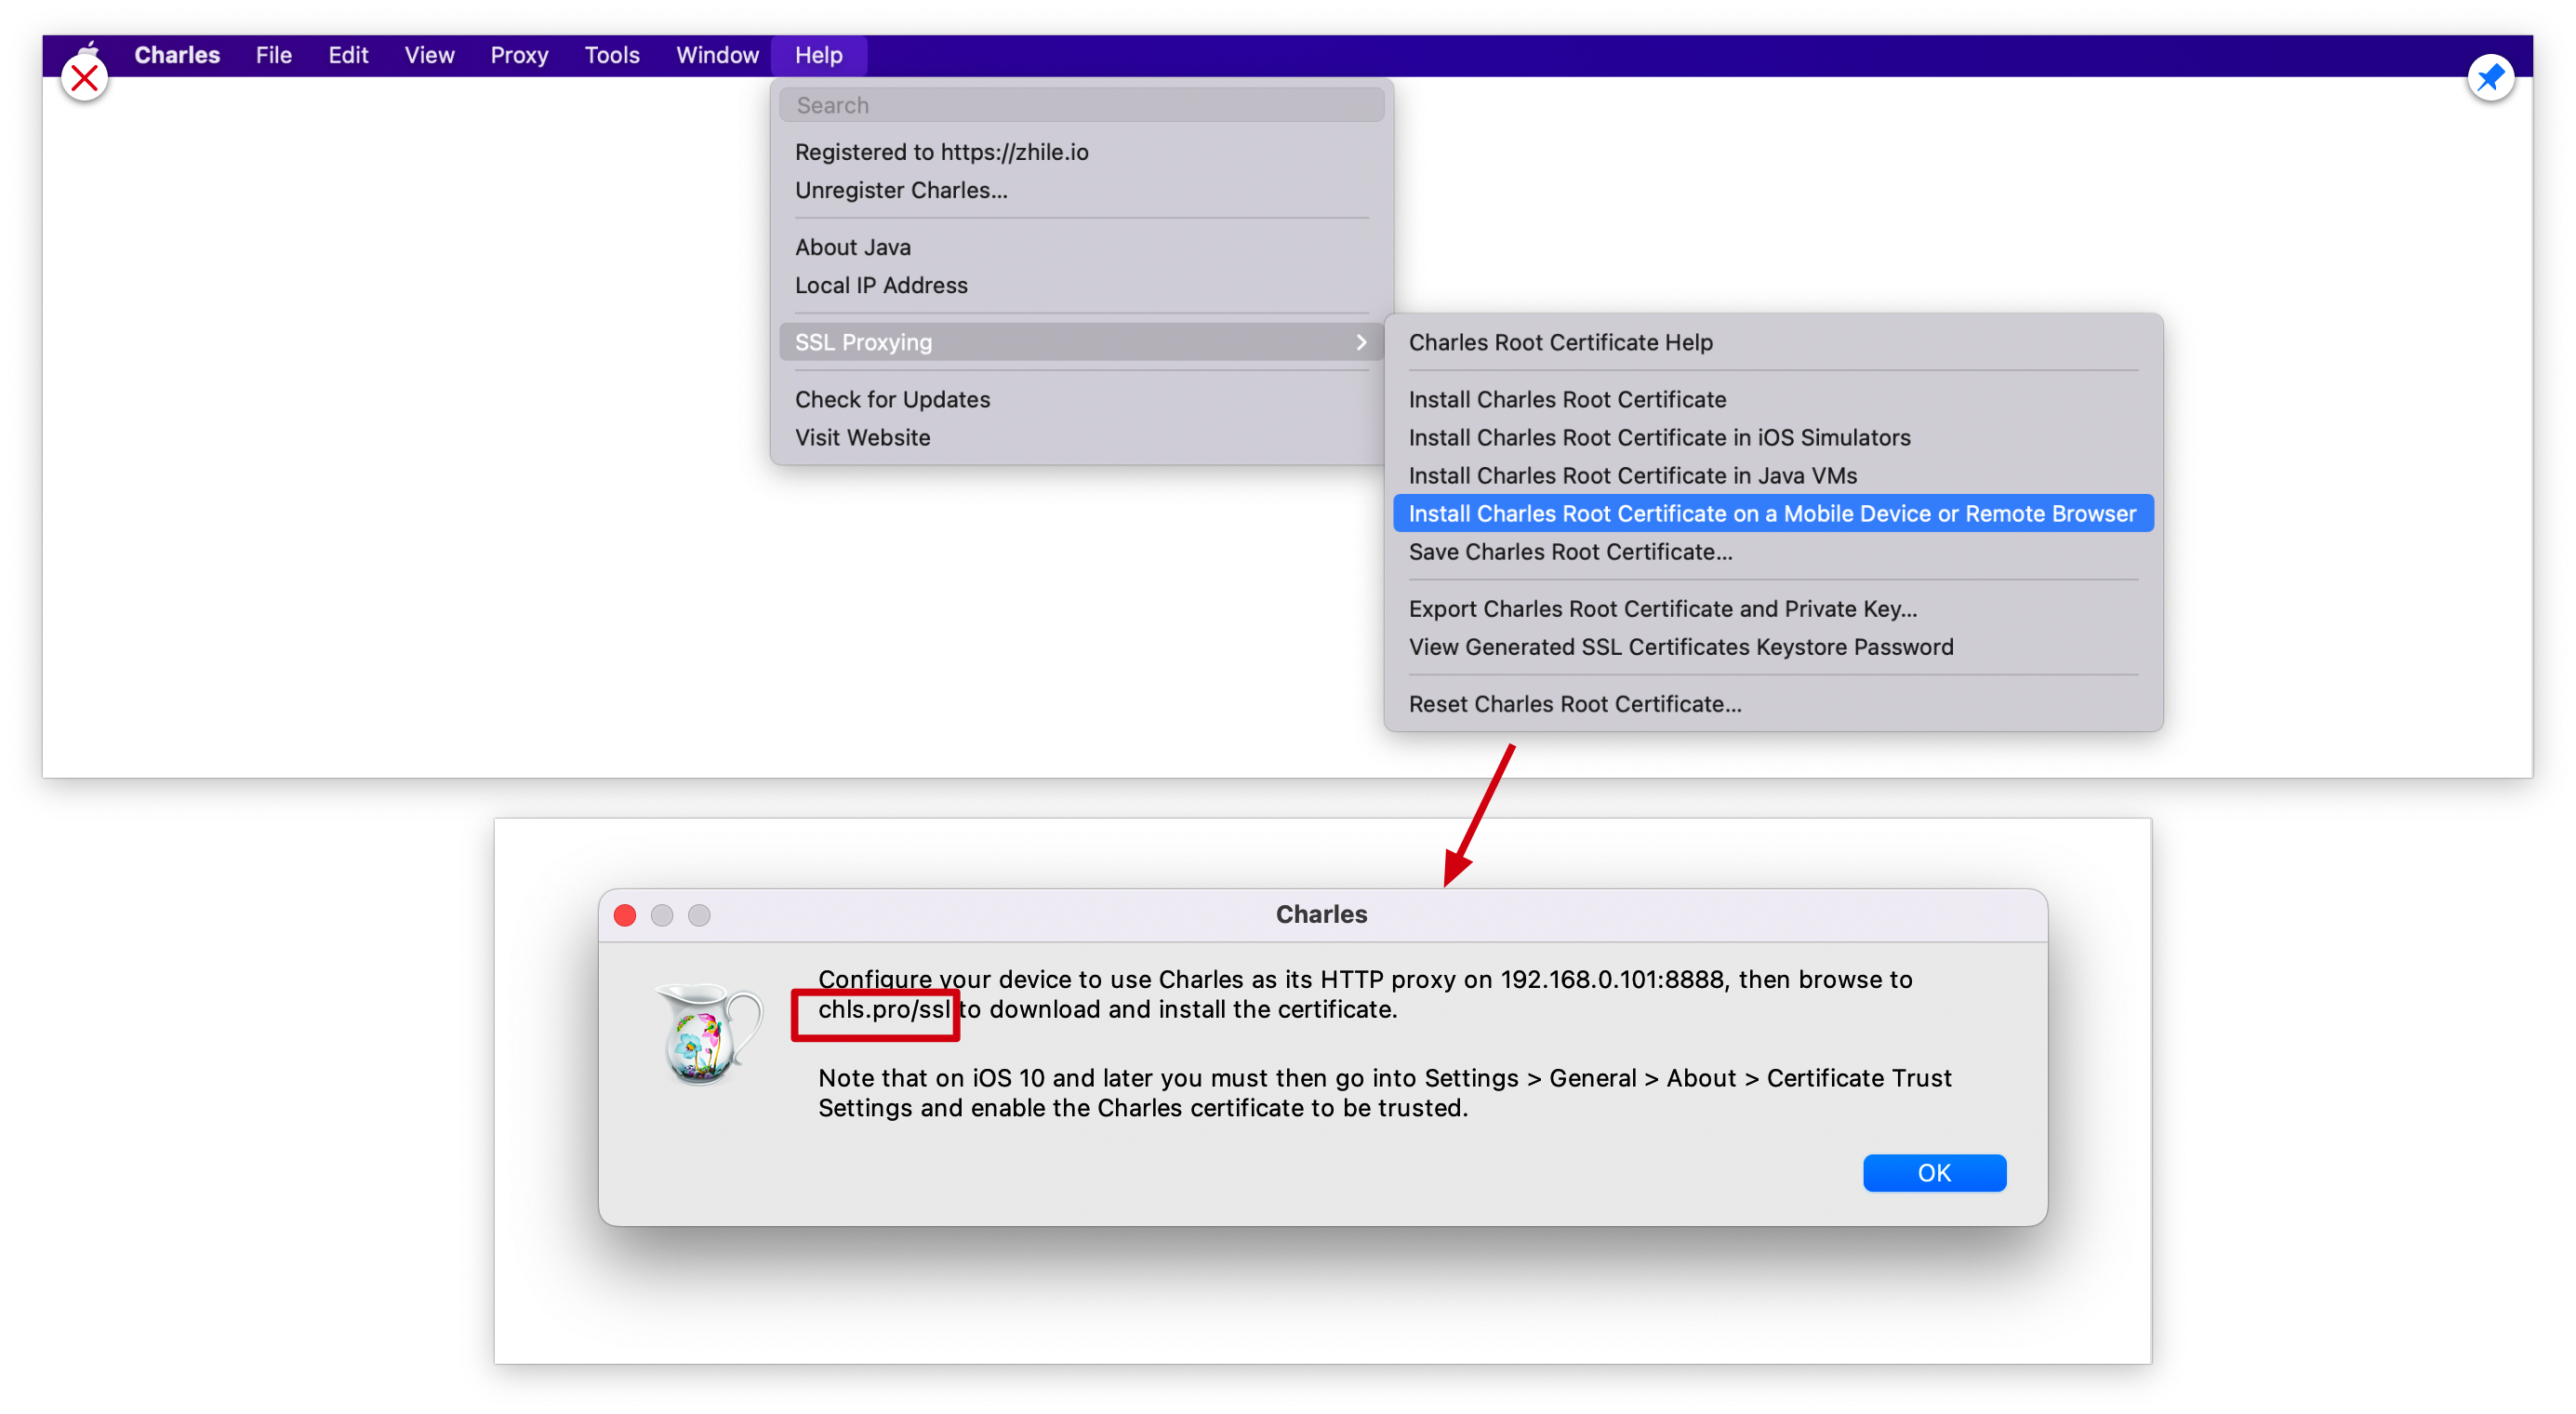 Charles File Edit View Proxy Tools Window Help
Search
Registered to https://zhile.io
Unregister Charles...
About Java
Local IP Address
SSL Proxying
Check for Updates
Visit Website
Charles Root Certificate Help
Install Charles Root Certificate
Install Charles Root Certificate in iOS Simulators
Install Charles Root Certificate in Java VMs
Install Charles Root Certificate on a Mobile Device or Remote Browser
Save Charles Root Certificate...
Export Charles Root Certificate and Private Key...
View Generated SSL Certificates Keystore Password
Reset Charles Root Certificate...
Charles
Configure your device to use Charles as its HTTP proxy on 192.168.0.101:8888, then browse to
chls.pro/ssl to download and install the certificate.
Note that on iOS 10 and later you must then go into Settings > General > About > Certificate Trust
Settings and enable the Charles certificate to be trusted.
OK